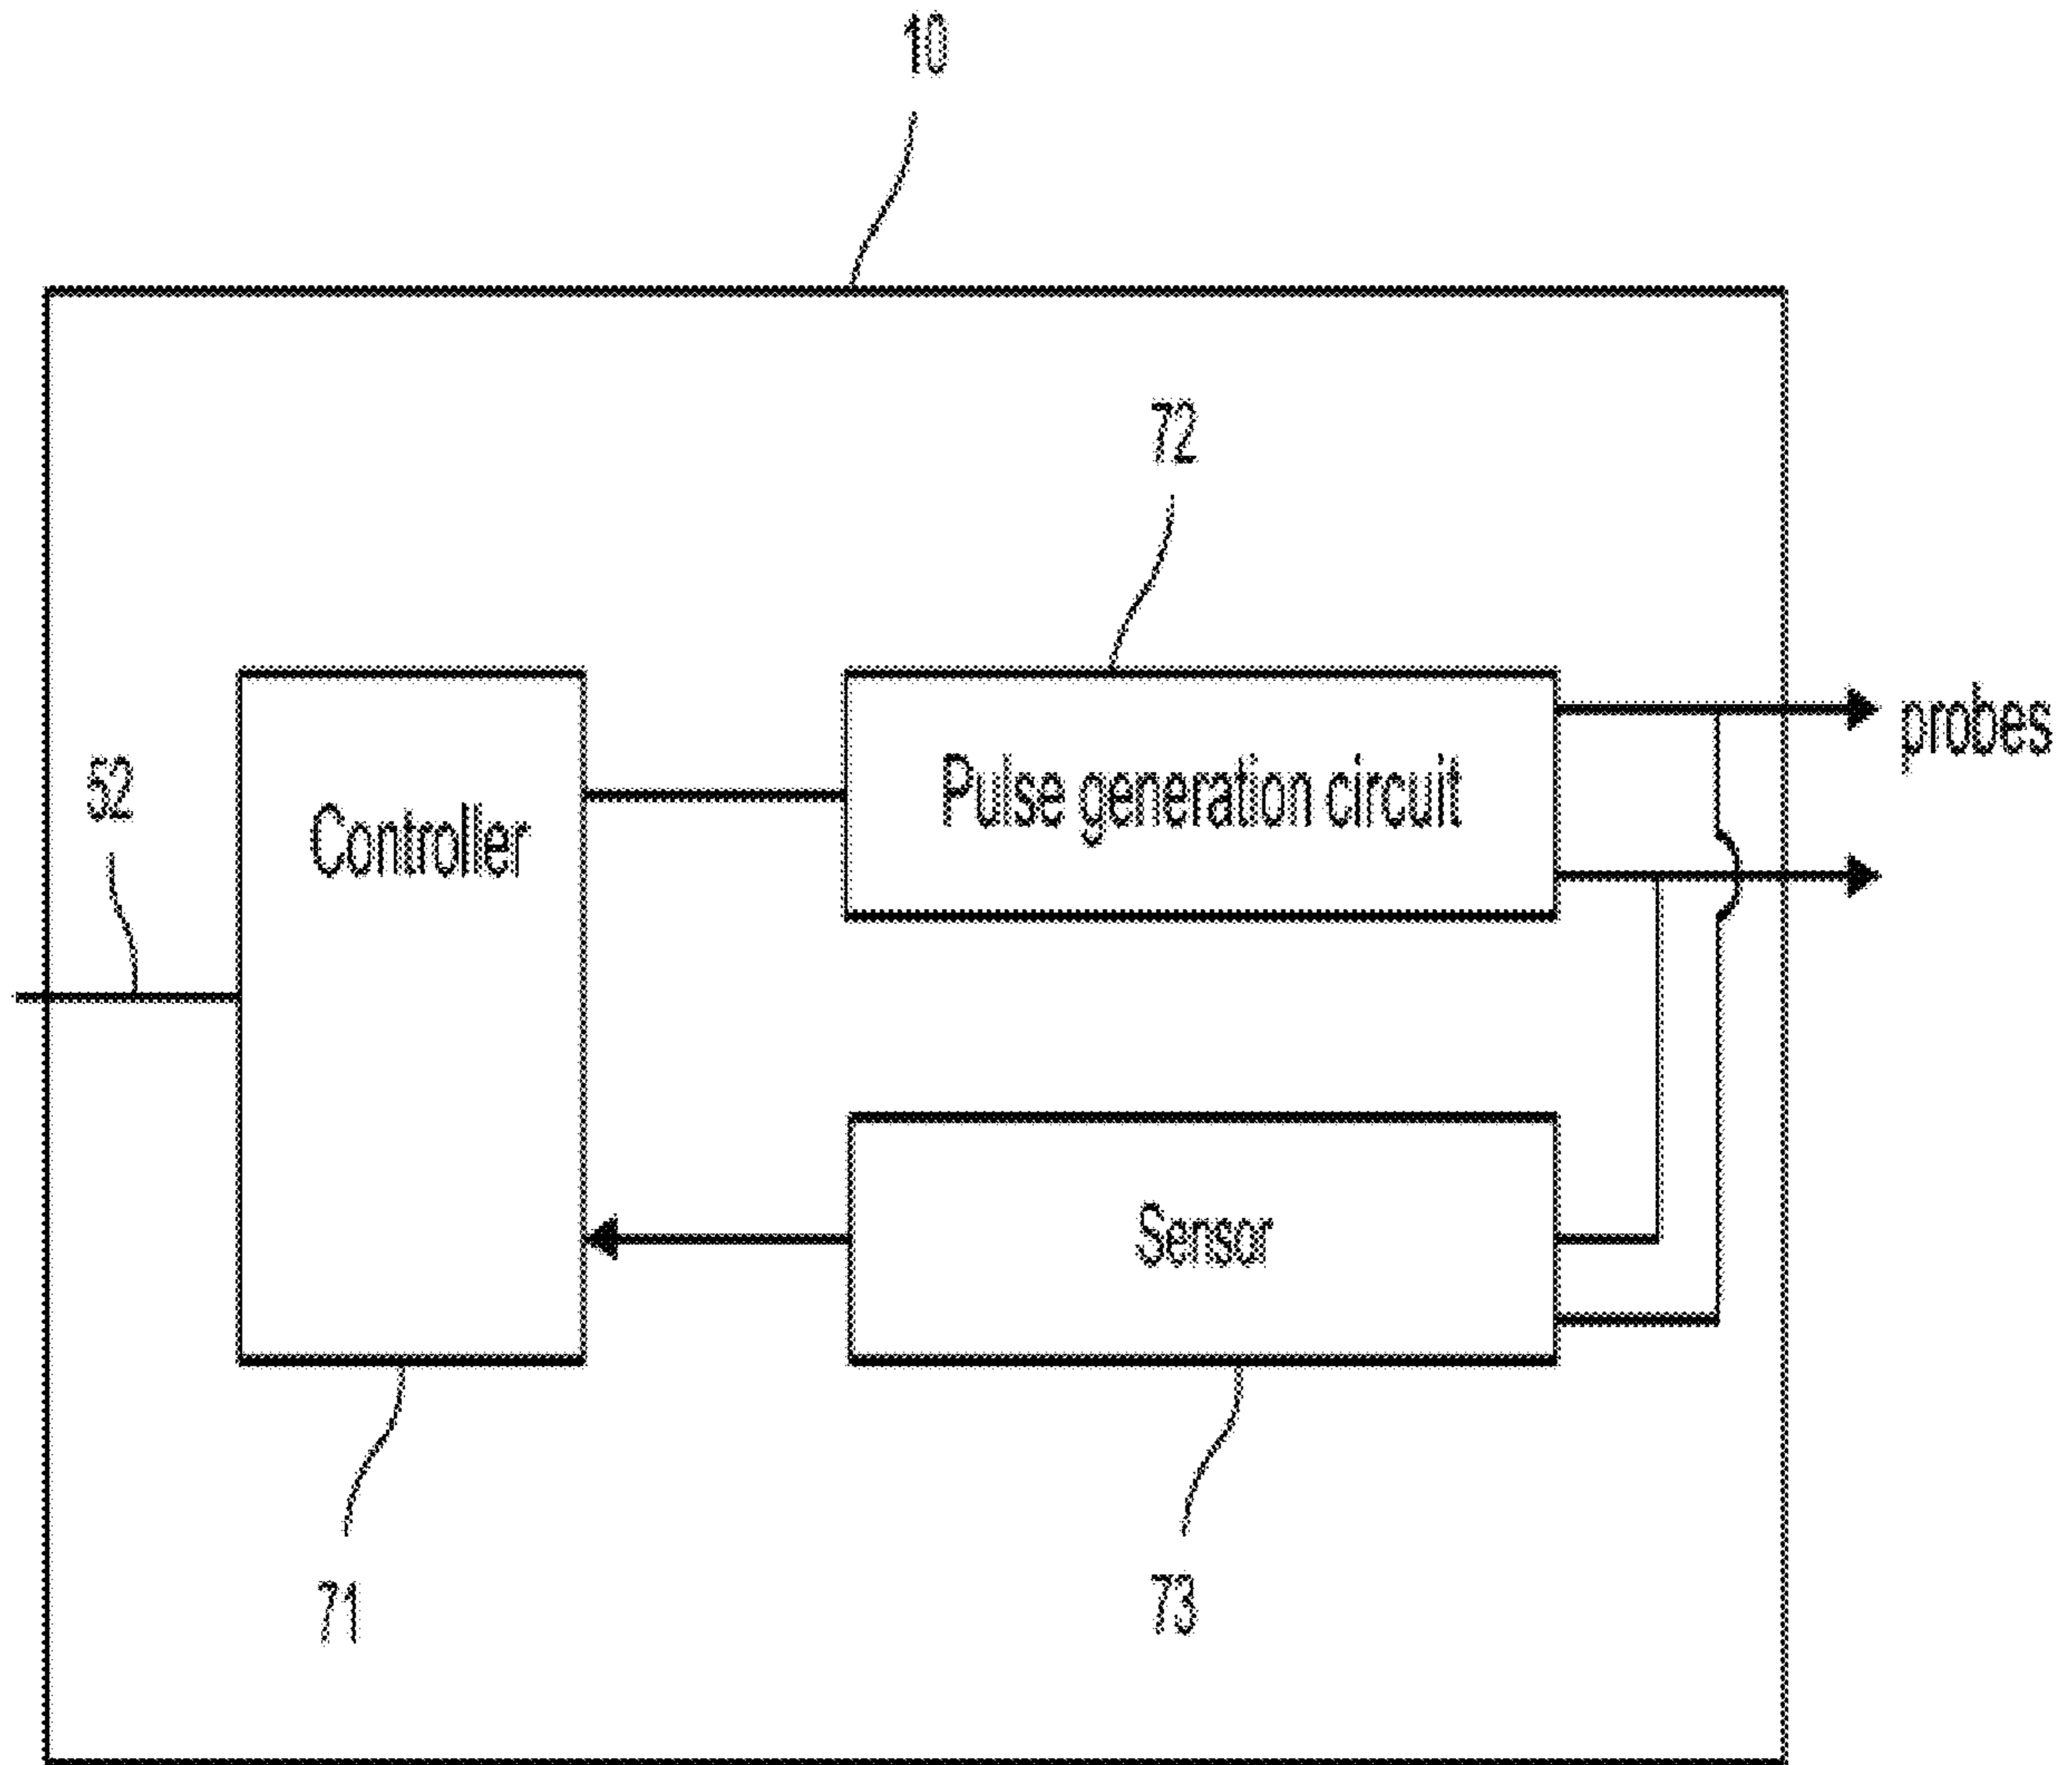 10
72
probes
52
Controller
Pulse generation circuit
Sensor
71
73